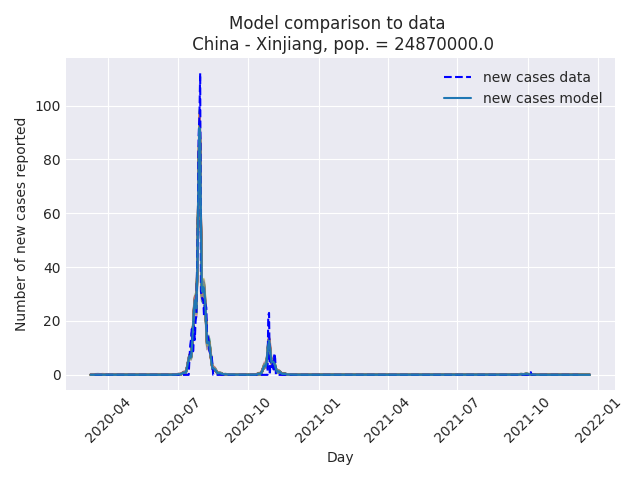 Model comparison to data
China - Xinjiang, pop. = 24870000.0
new cases data
new cases model
Number of new cases reported
100
80
60
40
20
0
2020-04
2020-07
2020-10
2021-01
2021-04
2021-07
2021-10
2022-01
Day